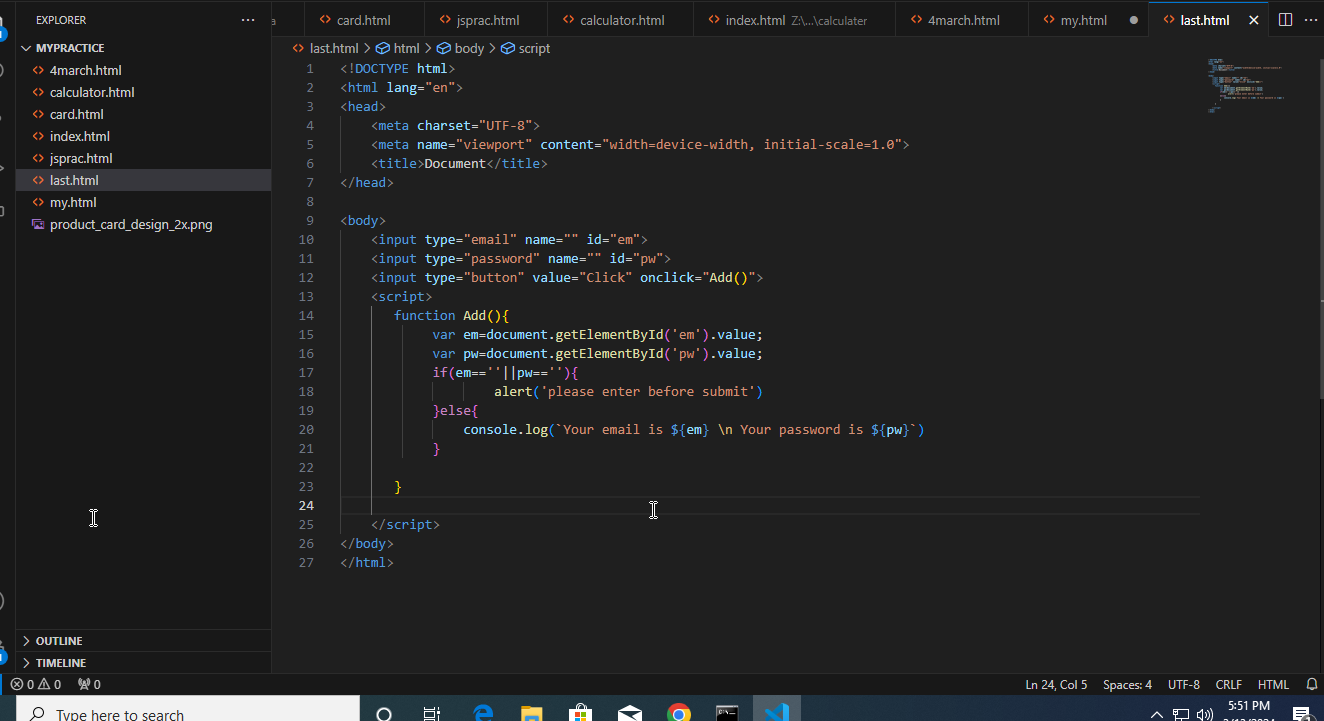 EXPLORER ···
card.html jsprac.html calculator.html index.html Z:\...\calculater 4march.html my.html last.html
MYPRACTICE
4march.html
calculator.html
card.html
index.html
jsprac.html
last.html
my.html
product_card_design_2x.png
OUTLINE
TIMELINE
last.html > html > body > script
1 <!DOCTYPE html>
2 <html lang="en">
3 <head>
4 <meta charset="UTF-8">
5 <meta name="viewport" content="width=device-width, initial-scale=1.0">
6 <title>Document</title>
7 </head>
8
9 <body>
10 <input type="email" name="" id="em">
11 <input type="password" name="" id="pw">
12 <input type="button" value="Click" onclick="Add()">
13 <script>
14 function Add(){
15 var em=document.getElementById('em').value;
16 var pw=document.getElementById('pw').value;
17 if(em==''||pw==''){
18 alert('please enter before submit')
19 }else{
20 console.log(`Your email is ${em} \n Your password is ${pw}`)
21 }
22
23 }
24
25 </script>
26 </body>
27 </html>
0 0 0 Ln 24, Col 5 Spaces: 4 UTF-8 CRLF HTML
Type here to search 5:51 PM